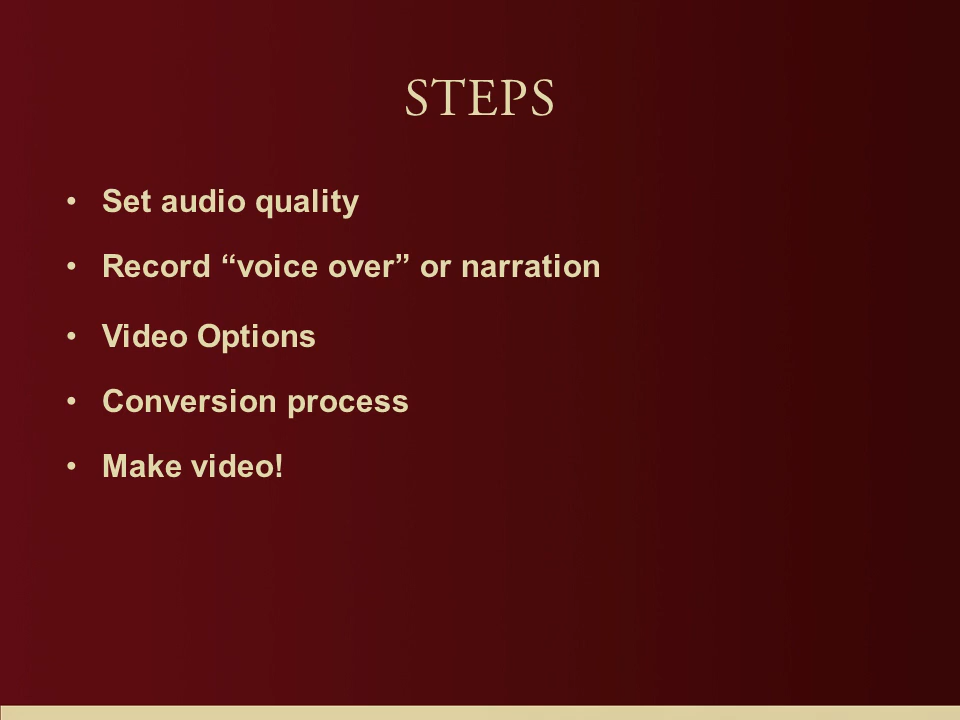 STEPS
• Set audio quality
• Record “voice over” or narration
• Video Options
• Conversion process
• Make video!